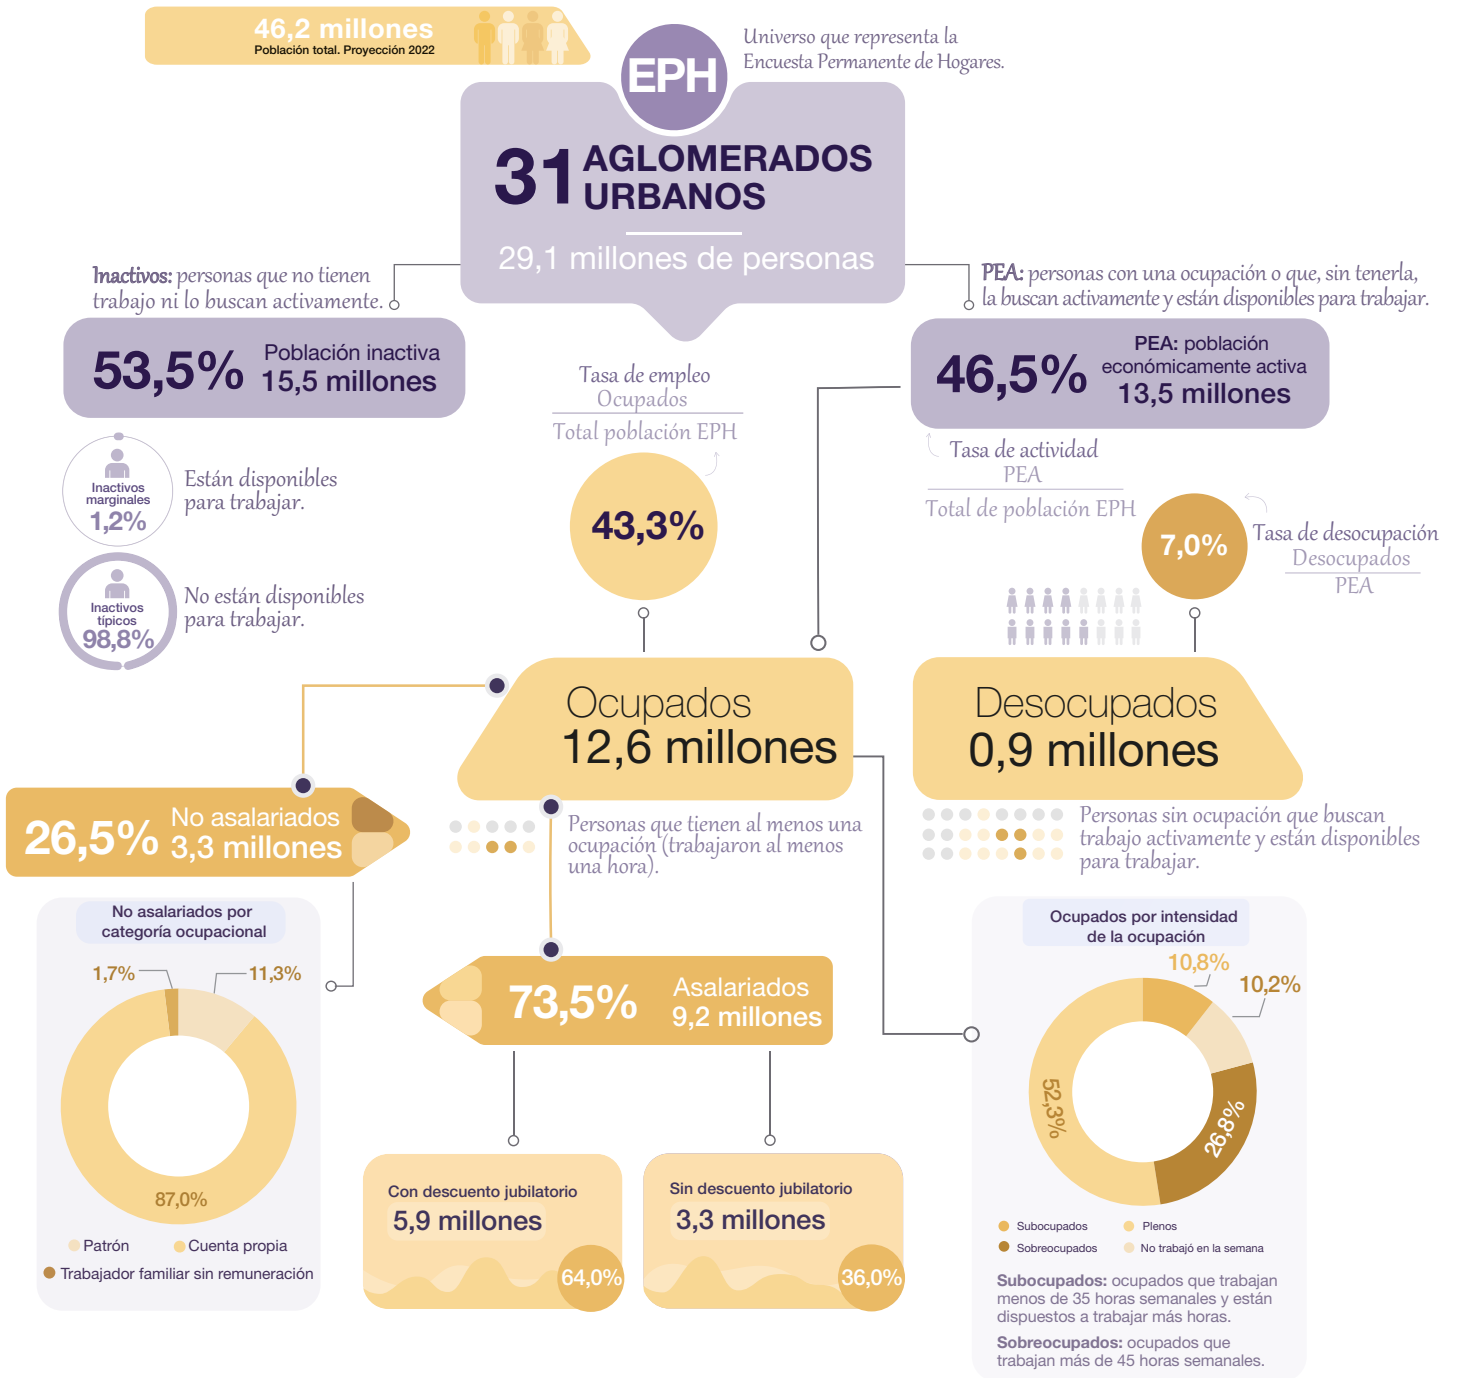 46,2 millones
Población total. Proyección 2022
EPH
Universo que representa la
Encuesta Permanente de Hogares.
31 AGLOMERADOS
URBANOS
29,1 millones de personas
Inactivos: personas que no tienen
trabajo ni lo buscan activamente.
PEA: personas con una ocupación o que, sin tenerla,
la buscan activamente y están disponibles para trabajar.
53,5%
Población inactiva
15,5 millones
46,5%
PEA: población
económicamente activa
13,5 millones
Tasa de empleo
Ocupados
Total población EPH
43,3%
Tasa de actividad
PEA
Total de población EPH
Inactivos
marginales
1,2%
Están disponibles
para trabajar.
Inactivos
típicos
98,8%
No están disponibles
para trabajar.
7,0%
Tasa de desocupación
Desocupados
PEA
Ocupados
12,6 millones
Desocupados
0,9 millones
26,5%
No asalariados
3,3 millones
Personas que tienen al menos una
ocupación (trabajaron al menos
una hora).
Personas sin ocupación que buscan
trabajo activamente y están disponibles
para trabajar.
No asalariados por
categoría ocupacional
1,7%
11,3%
87,0%
Patrón
Cuenta propia
Trabajador familiar sin remuneración
73,5%
Asalariados
9,2 millones
Con descuento jubilatorio
5,9 millones
64,0%
Sin descuento jubilatorio
3,3 millones
36,0%
Ocupados por intensidad
de la ocupación
10,8%
10,2%
52,3%
26,8%
Subocupados
Plenos
Sobreocupados
No trabajó en la semana
Subocupados: ocupados que trabajan
menos de 35 horas semanales y están
dispuestos a trabajar más horas.
Sobreocupados: ocupados que
trabajan más de 45 horas semanales.